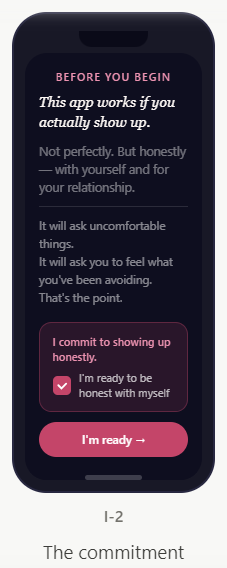 BEFORE YOU BEGIN
This app works if you
actually show up.
Not perfectly. But honestly
— with yourself and for
your relationship.
It will ask uncomfortable
things.
It will ask you to feel what
you've been avoiding.
That's the point.
I commit to showing up
honestly.
I'm ready to be
honest with myself
I'm ready →
I-2
The commitment